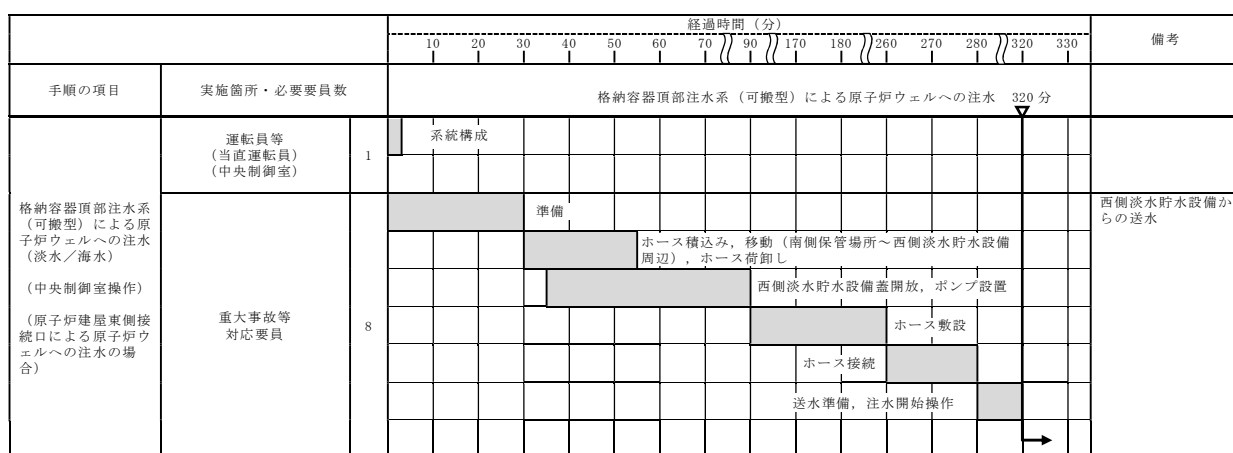 経過時間（分）
10 20 30 40 50 60 70 90 170 180 260 270 280 320 330
備考
手順の項目
実施箇所・必要要員数
格納容器頂部注水系（可搬型）による原子炉ウェルへの注水 320 分
運転員等
（当直運転員）
（中央制御室）
1
系統構成
格納容器頂部注水系
（可搬型）による原
子炉ウェルへの注水
（淡水／海水）
（中央制御室操作）
（原子炉建屋東側接
続口による原子炉ウ
ェルへの注水の場
合）
重大事故等
対応要員
8
準備
ホース積込み，移動（南側保管場所～西側淡水貯水設備
周辺），ホース荷卸し
西側淡水貯水設備蓋開放，ポンプ設置
ホース敷設
ホース接続
送水準備，注水開始操作
西側淡水貯水設備か
らの送水